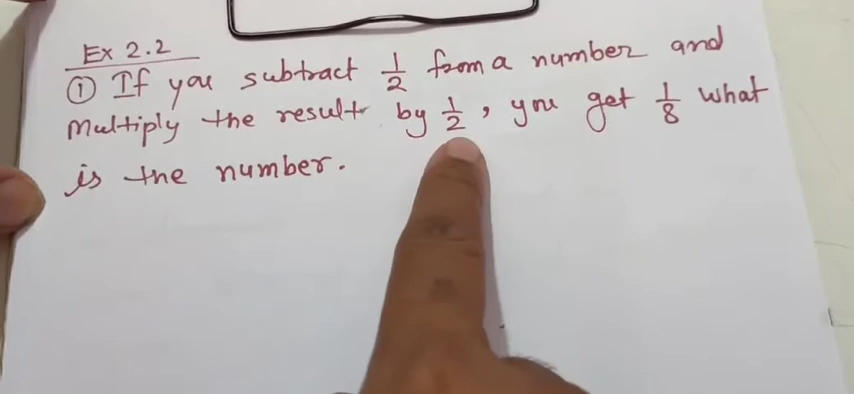 Ex 2.2
① If you subtract 1/2 from a number and
Multiply the result by 1/2, you get 1/8 what
is the number.